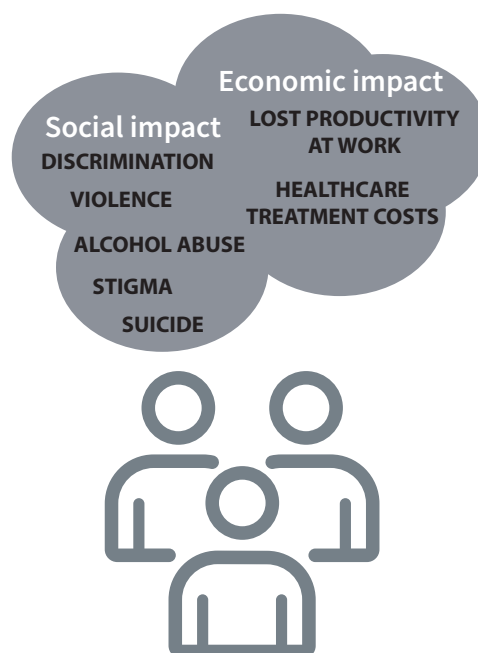 Social impact
DISCRIMINATION
VIOLENCE
ALCOHOL ABUSE
STIGMA
SUICIDE
Economic impact
LOST PRODUCTIVITY
AT WORK
HEALTHCARE
TREATMENT COSTS